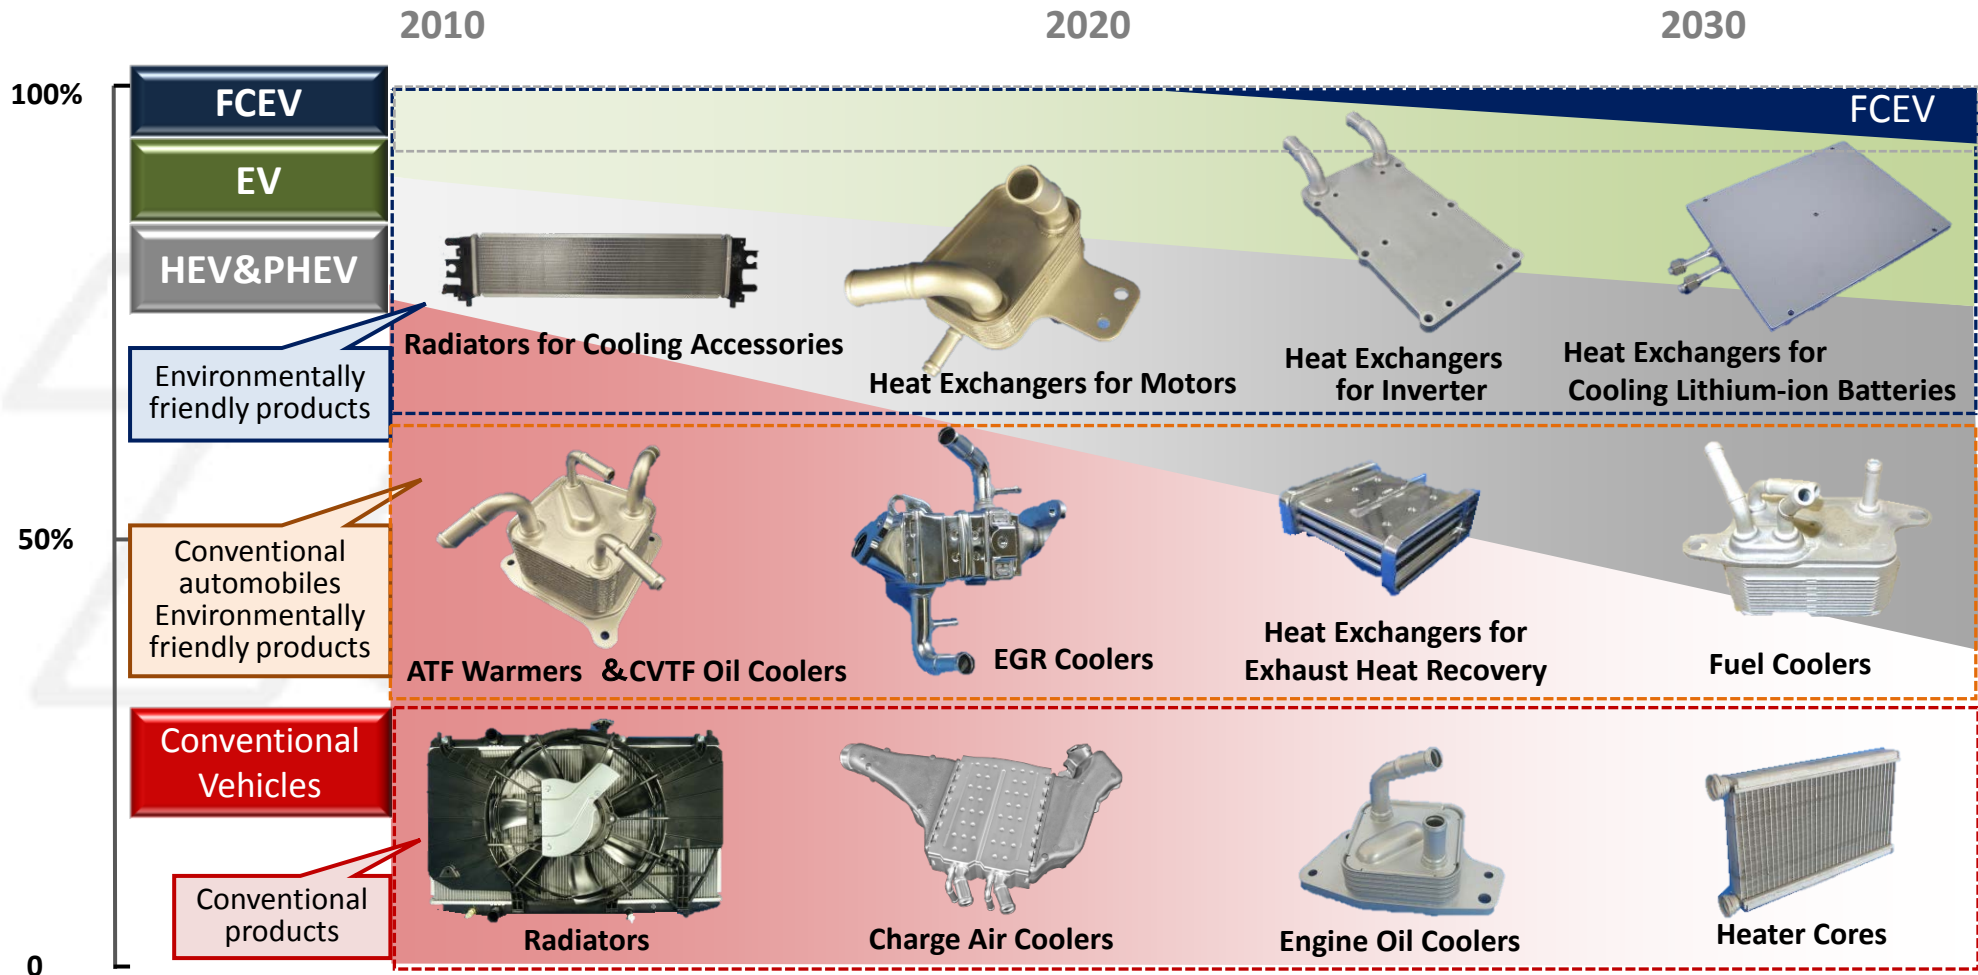 2010 2020 2030
100%
FCEV
FCEV
EV
HEV&PHEV
Radiators for Cooling Accessories
Heat Exchangers for Motors
Heat Exchangers
for Inverter
Heat Exchangers for
Cooling Lithium-ion Batteries
Environmentally
friendly products
50%
Conventional
automobiles
Environmentally
friendly products
ATF Warmers &CVTF Oil Coolers
EGR Coolers
Heat Exchangers for
Exhaust Heat Recovery
Fuel Coolers
Conventional
Vehicles
Conventional
products
Radiators
Charge Air Coolers
Engine Oil Coolers
Heater Cores
0